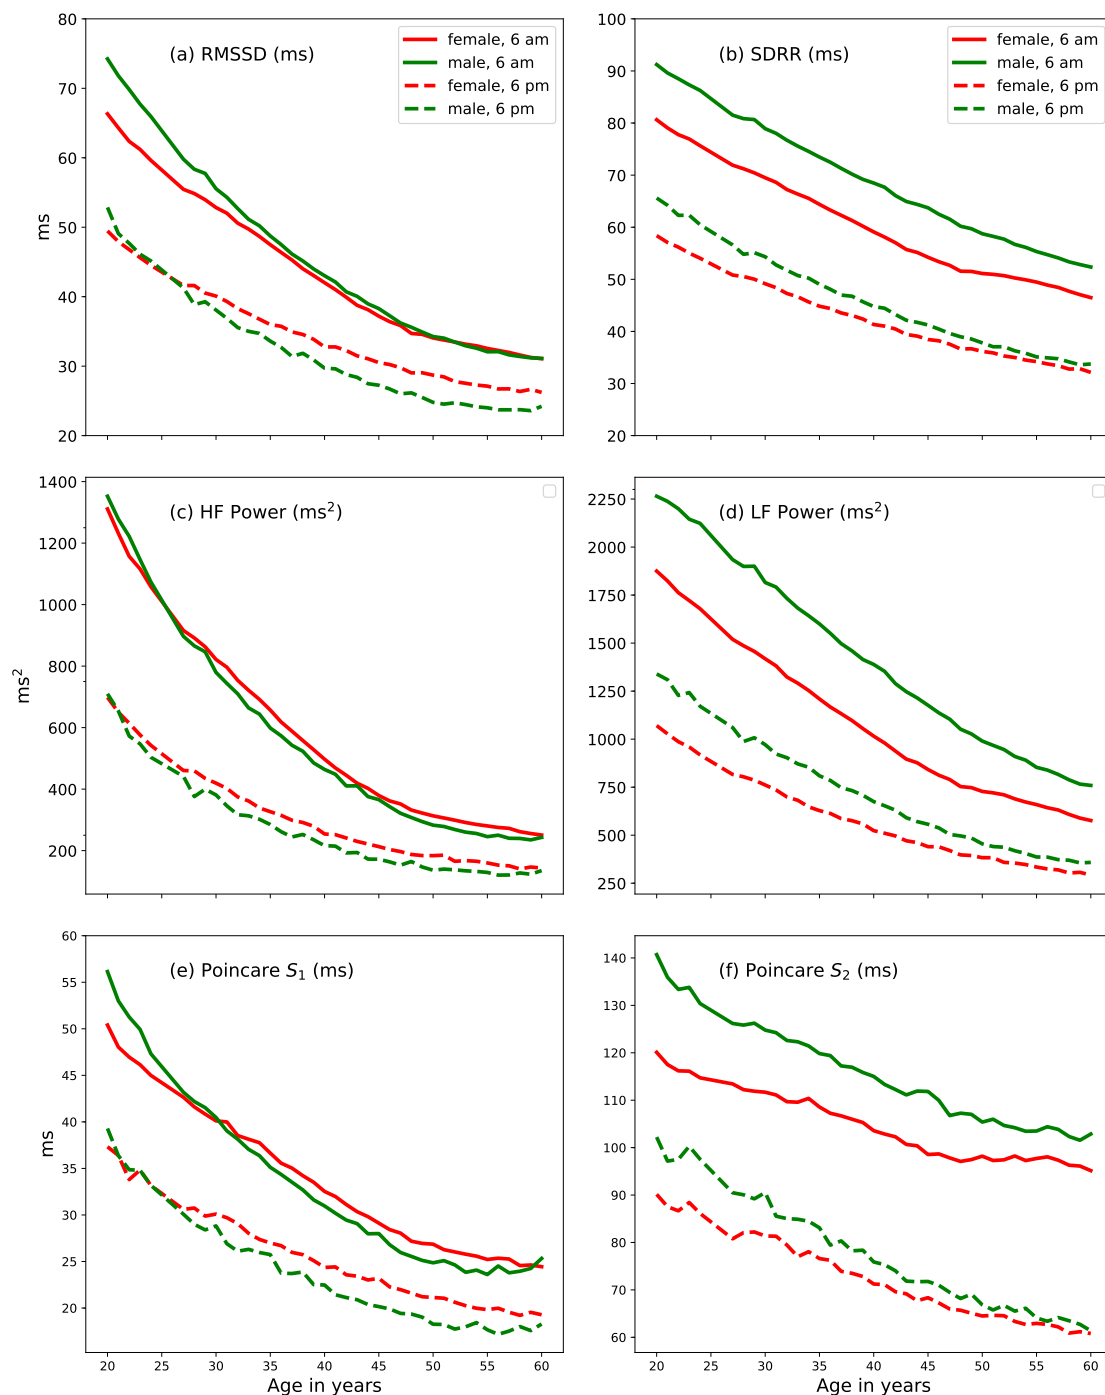 80
70
60
50
40
30
20
ms
(a) RMSSD (ms)
female, 6 am
male, 6 am
female, 6 pm
male, 6 pm
100
90
80
70
60
50
40
30
20
(b) SDRR (ms)
female, 6 am
male, 6 am
female, 6 pm
male, 6 pm
1400
1200
1000
800
600
400
200
ms²
(c) HF Power (ms²)
2250
2000
1750
1500
1250
1000
750
500
250
(d) LF Power (ms²)
60
55
50
45
40
35
30
25
20
ms
(e) Poincare S₁ (ms)
20 25 30 35 40 45 50 55 60
Age in years
140
130
120
110
100
90
80
70
60
(f) Poincare S₂ (ms)
20 25 30 35 40 45 50 55 60
Age in years